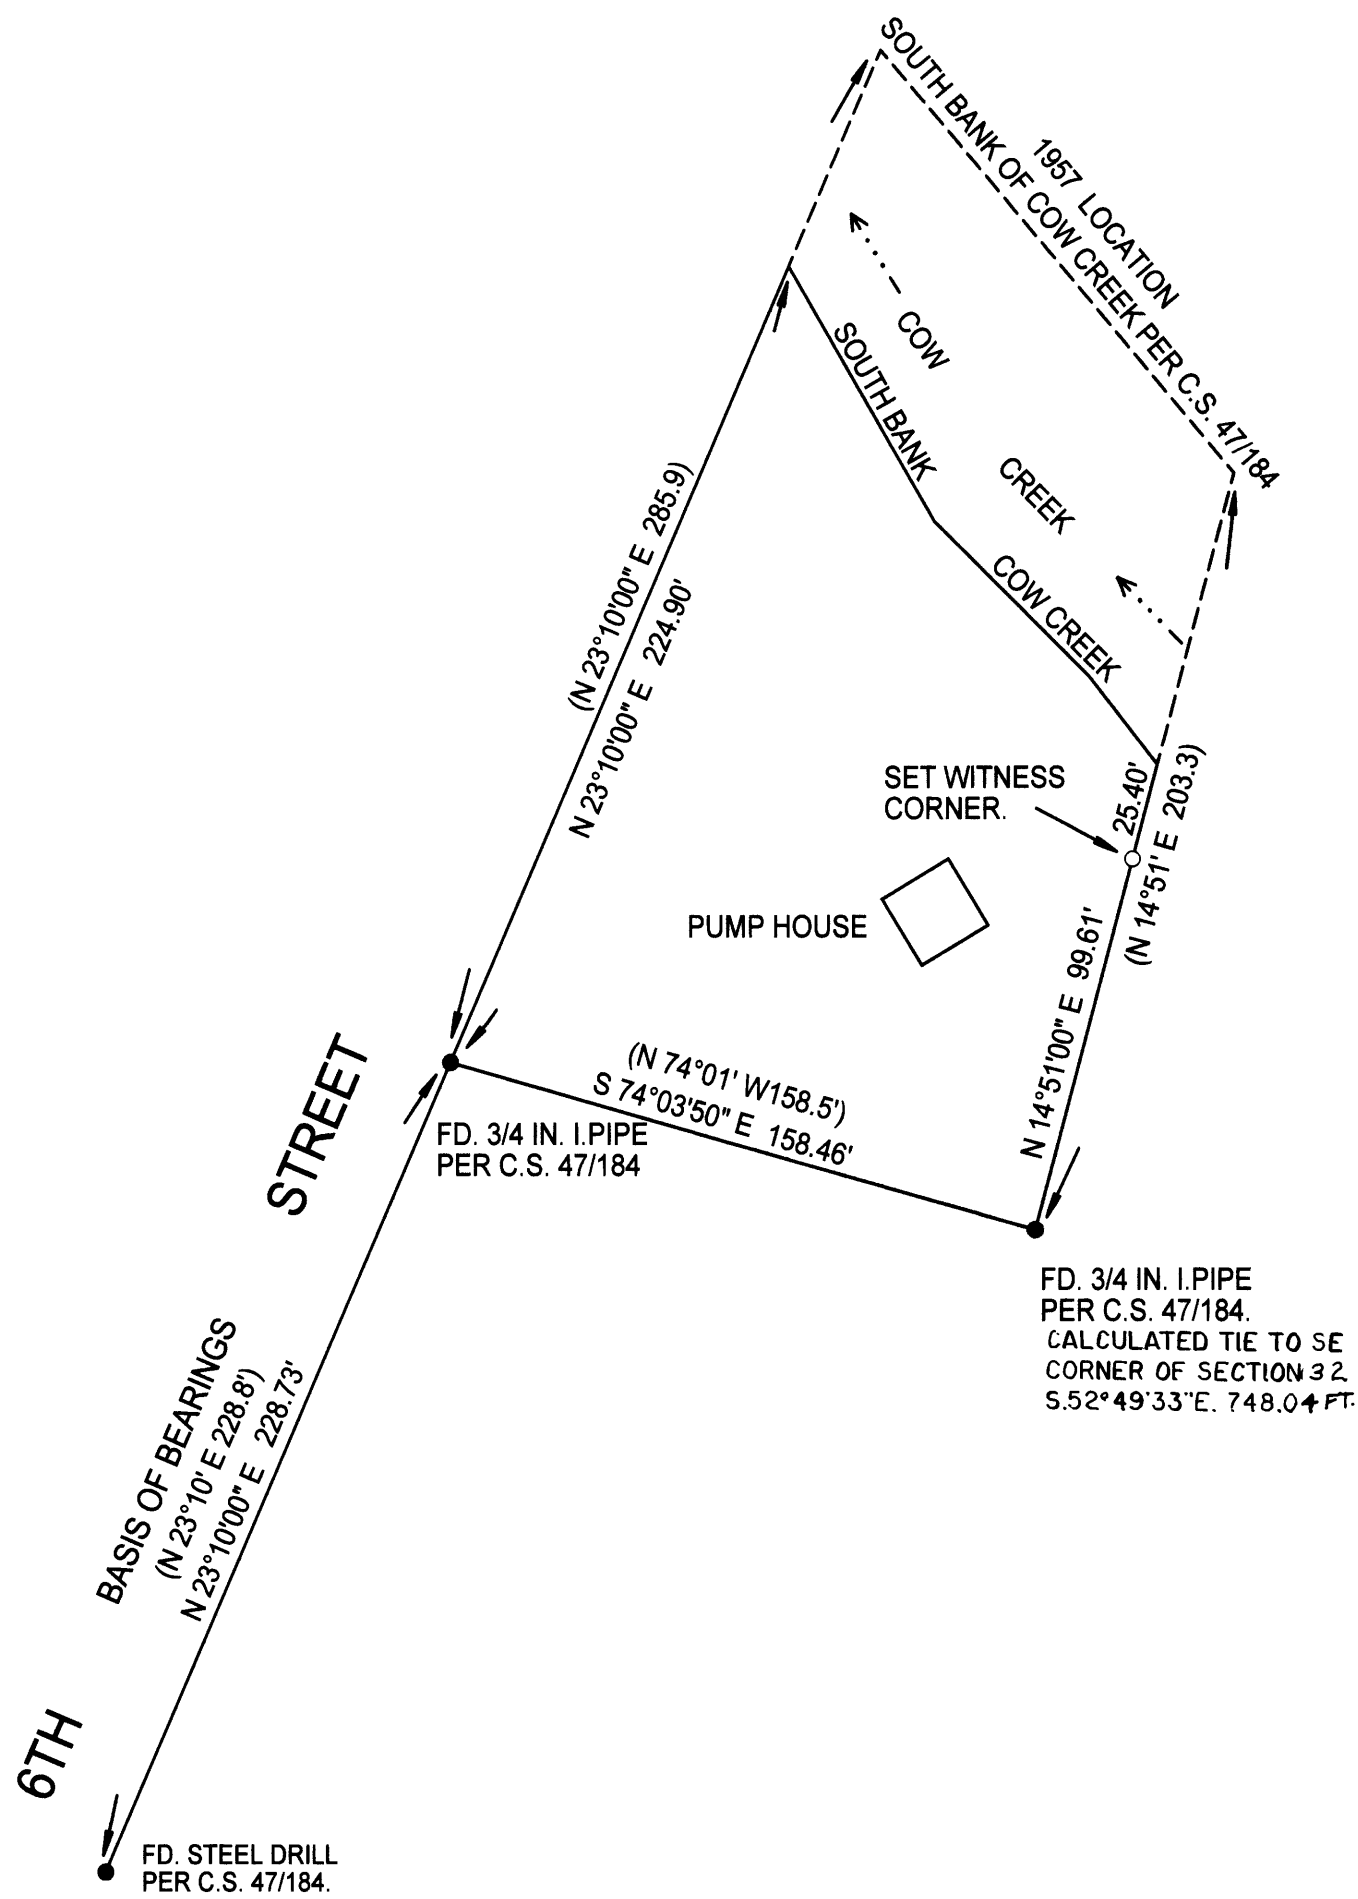 SOUTH BANK OF COW CREEK PER C.S. 47/184
1957 LOCATION
COW
CREEK
SOUTH BANK
COW CREEK
(N 23°10'00" E 285.9)
N 23°10'00" E 224.90'
SET WITNESS
CORNER.
25.40'
(N 14°51' E 203.3)
PUMP HOUSE
N 14°51'00" E 99.61'
(N 74°01' W158.5')
S 74°03'50" E 158.46'
FD. 3/4 IN. I.PIPE
PER C.S. 47/184
FD. 3/4 IN. I.PIPE
PER C.S. 47/184.
CALCULATED TIE TO SE
CORNER OF SECTION 32
S.52°49'33"E. 748.04 FT.
6TH STREET
BASIS OF BEARINGS
(N 23°10' E 228.8')
N 23°10'00" E 228.73'
FD. STEEL DRILL
PER C.S. 47/184.